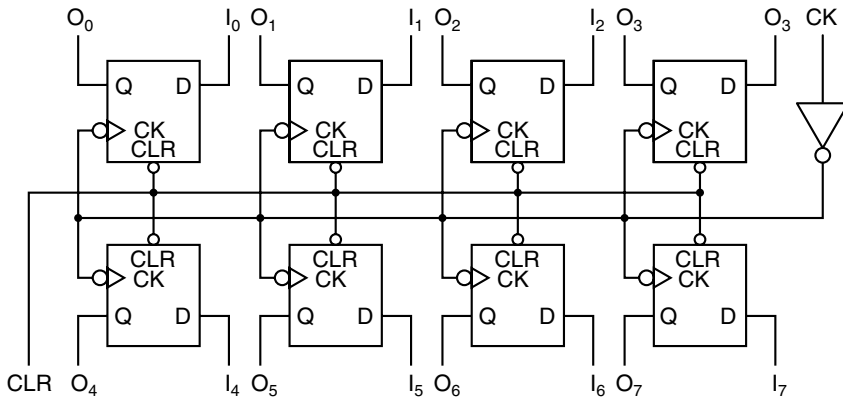 O₀ I₀ O₁ I₁ O₂ I₂ O₃ O₃ CK
Q D Q D Q D Q D
CK CK CK CK
CLR CLR CLR CLR
CLR CLR CLR CLR
CK CK CK CK
Q D Q D Q D Q D
CLR O₄ I₄ O₅ I₅ O₆ I₆ O₇ I₇